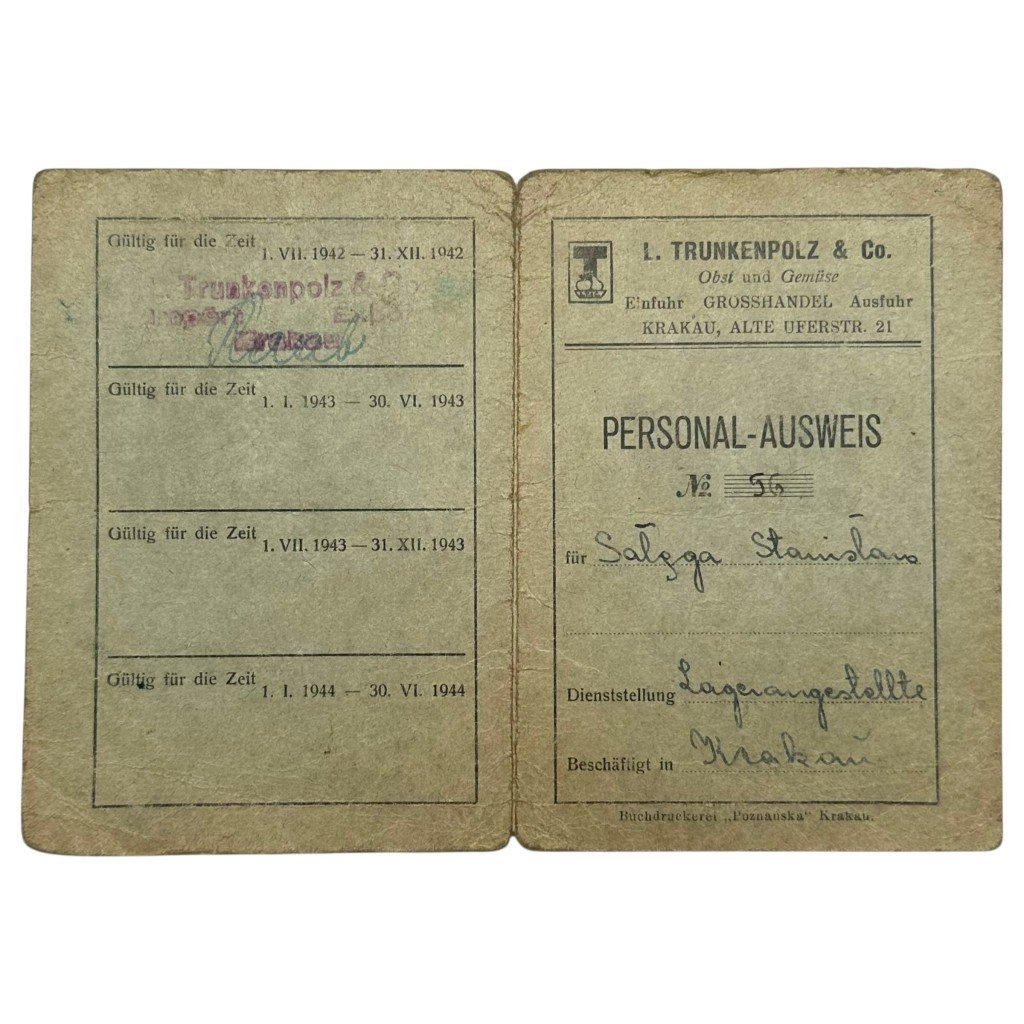 Gültig für die Zeit 1. VII. 1942 — 31. XII. 1942
Trunkenpolz & Co
Krakau
Gültig für die Zeit 1. I. 1943 — 30. VI. 1943
Gültig für die Zeit 1. VII. 1943 — 31. XII. 1943
Gültig für die Zeit 1. I. 1944 — 30. VI. 1944
T
L. TRUNKENPOLZ & Co.
Obst und Gemüse
Einfuhr GROSSHANDEL Ausfuhr
KRAKAU, ALTE UFERSTR. 21
PERSONAL-AUSWEIS
№ 56
für Sałęga Stanisław
Dienststellung Lagerangestellte
Beschäftigt in Krakau
Buchdruckerei „Poznańska" Krakau.